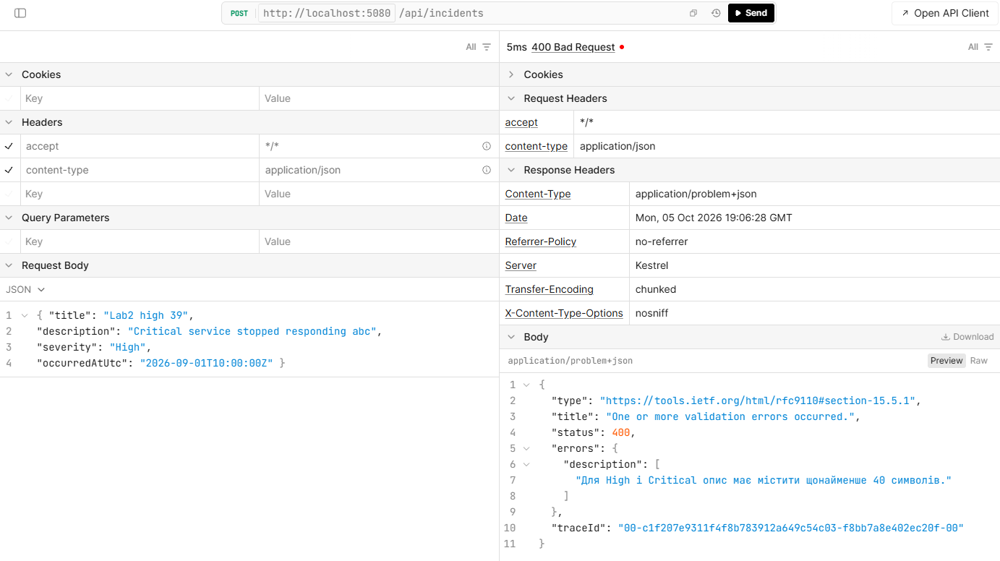 POST http://localhost:5080 /api/incidents Send Open API Client
All
Cookies
Key Value
Headers
accept */*
content-type application/json
Key Value
Query Parameters
Key Value
Request Body
JSON
1 { "title": "Lab2 high 39",
2 "description": "Critical service stopped responding abc",
3 "severity": "High",
4 "occurredAtUtc": "2026-09-01T10:00:00Z" }
5ms 400 Bad Request All
Cookies
Request Headers
accept */*
content-type application/json
Response Headers
Content-Type application/problem+json
Date Mon, 05 Oct 2026 19:06:28 GMT
Referrer-Policy no-referrer
Server Kestrel
Transfer-Encoding chunked
X-Content-Type-Options nosniff
Body Download
application/problem+json Preview Raw
1 {
2 "type": "https://tools.ietf.org/html/rfc9110#section-15.5.1",
3 "title": "One or more validation errors occurred.",
4 "status": 400,
5 "errors": {
6 "description": [
7 "Для High і Critical опис має містити щонайменше 40 символів."
8 ]
9 },
10 "traceId": "00-c1f207e9311f4f8b783912a649c54c03-f8bb7a8e402ec20f-00"
11 }